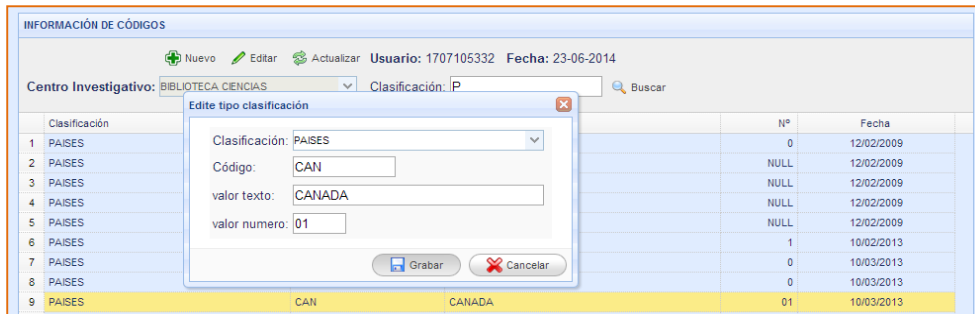 INFORMACIÓN DE CÓDIGOS
Nuevo Editar Actualizar Usuario: 1707105332 Fecha: 23-06-2014
Centro Investigativo: BIBLIOTECA CIENCIAS Clasificación: P Buscar
Edite tipo clasificación
Clasificación: PAISES
Código: CAN
valor texto: CANADA
valor numero: 01
Grabar Cancelar
Clasificación Nº Fecha
1 PAISES 0 12/02/2009
2 PAISES NULL 12/02/2009
3 PAISES NULL 12/02/2009
4 PAISES NULL 12/02/2009
5 PAISES NULL 12/02/2009
6 PAISES 1 10/02/2013
7 PAISES 0 10/03/2013
8 PAISES 0 10/03/2013
9 PAISES CAN CANADA 01 10/03/2013